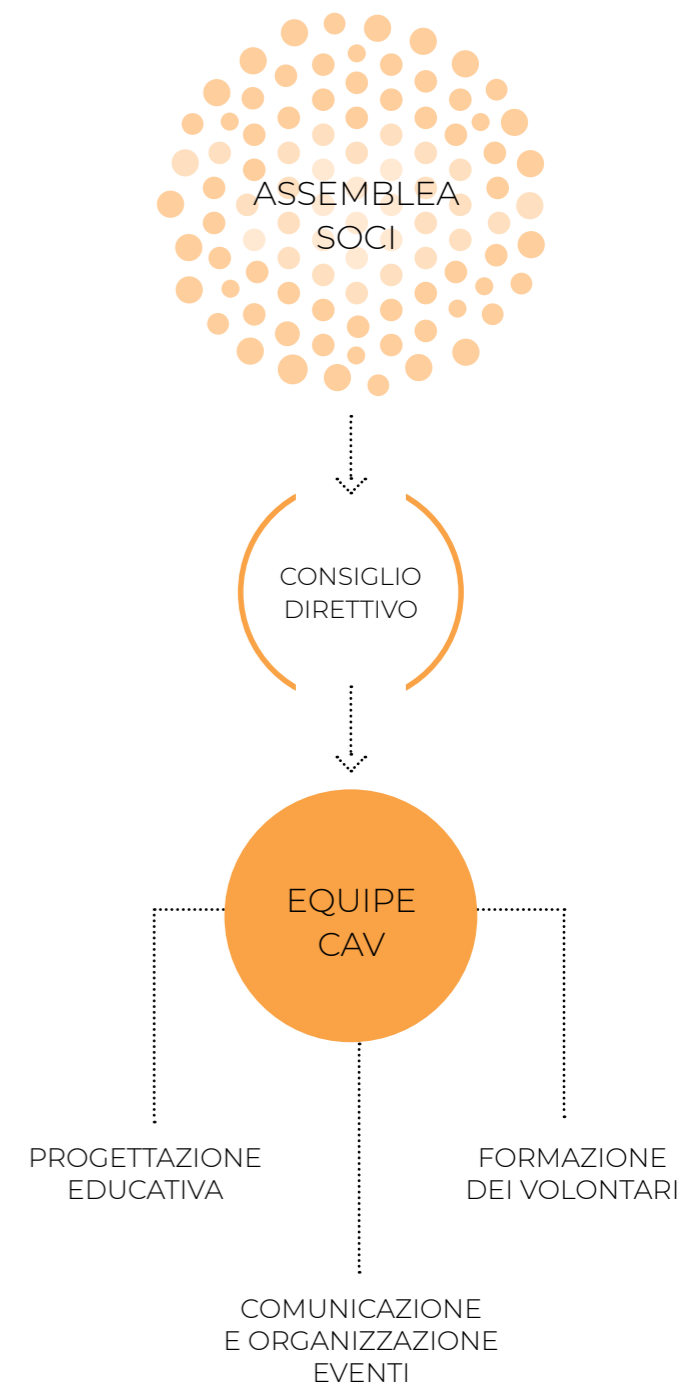 ASSEMBLEA
SOCI
CONSIGLIO
DIRETTIVO
EQUIPE
CAV
PROGETTAZIONE
EDUCATIVA
FORMAZIONE
DEI VOLONTARI
COMUNICAZIONE
E ORGANIZZAZIONE
EVENTI